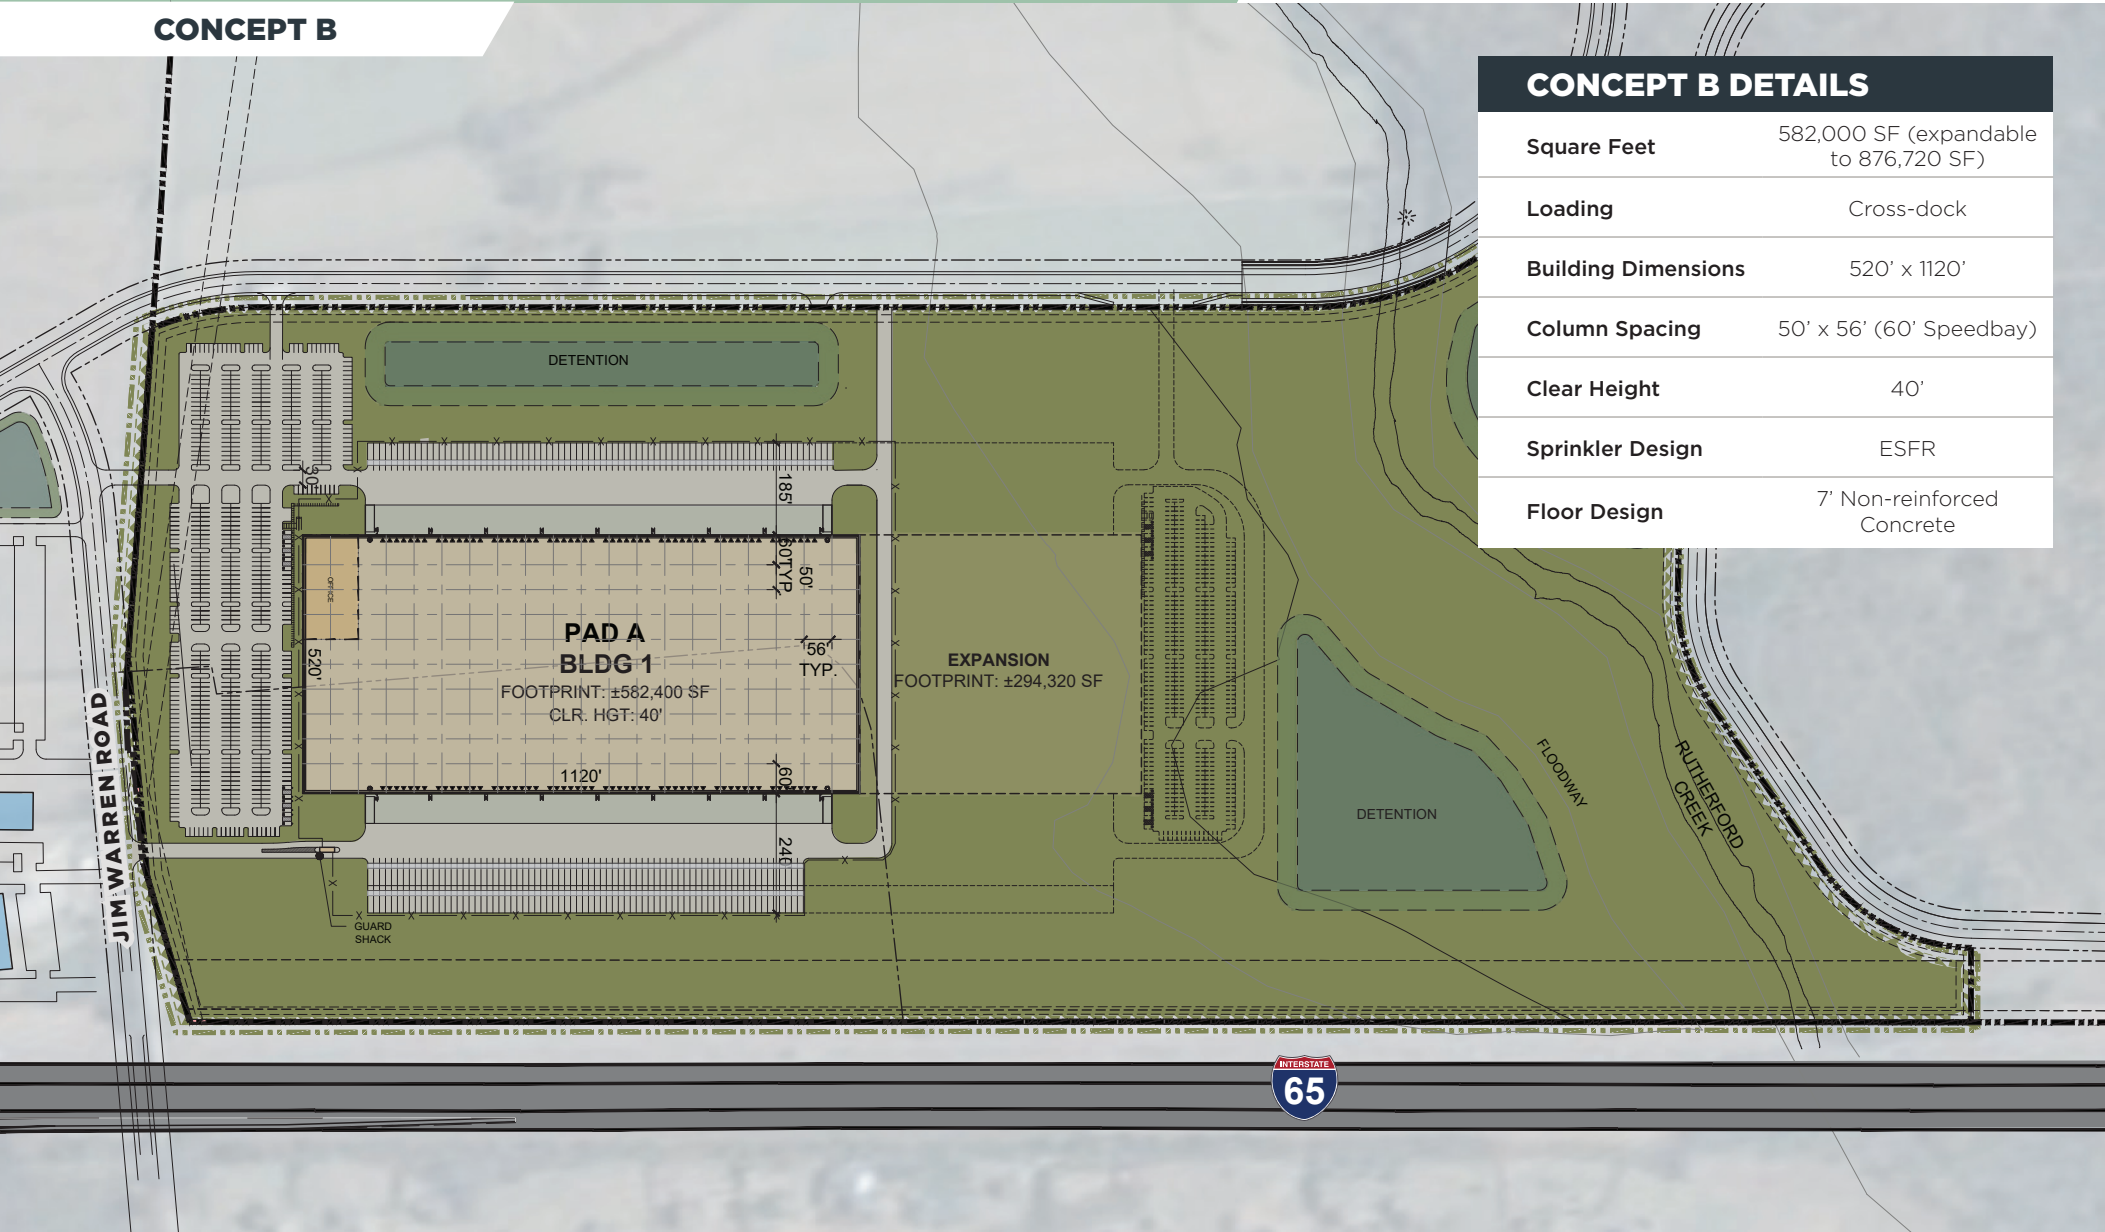 CONCEPT B
CONCEPT B DETAILS
Square Feet
582,000 SF (expandable
to 876,720 SF)
Loading
Cross-dock
Building Dimensions
520’ x 1120’
Column Spacing
50’ x 56’ (60’ Speedbay)
Clear Height
40’
Sprinkler Design
ESFR
Floor Design
7’ Non-reinforced
Concrete
DETENTION
30'
185'
60'TYP
50'
OFFICE
PAD A
BLDG 1
FOOTPRINT: ±582,400 SF
CLR. HGT: 40'
520'
56'
TYP.
1120'
60'
EXPANSION
FOOTPRINT: ±294,320 SF
DETENTION
FLOODWAY
RUTHERFORD
CREEK
JIM WARREN ROAD
GUARD
SHACK
INTERSTATE
65